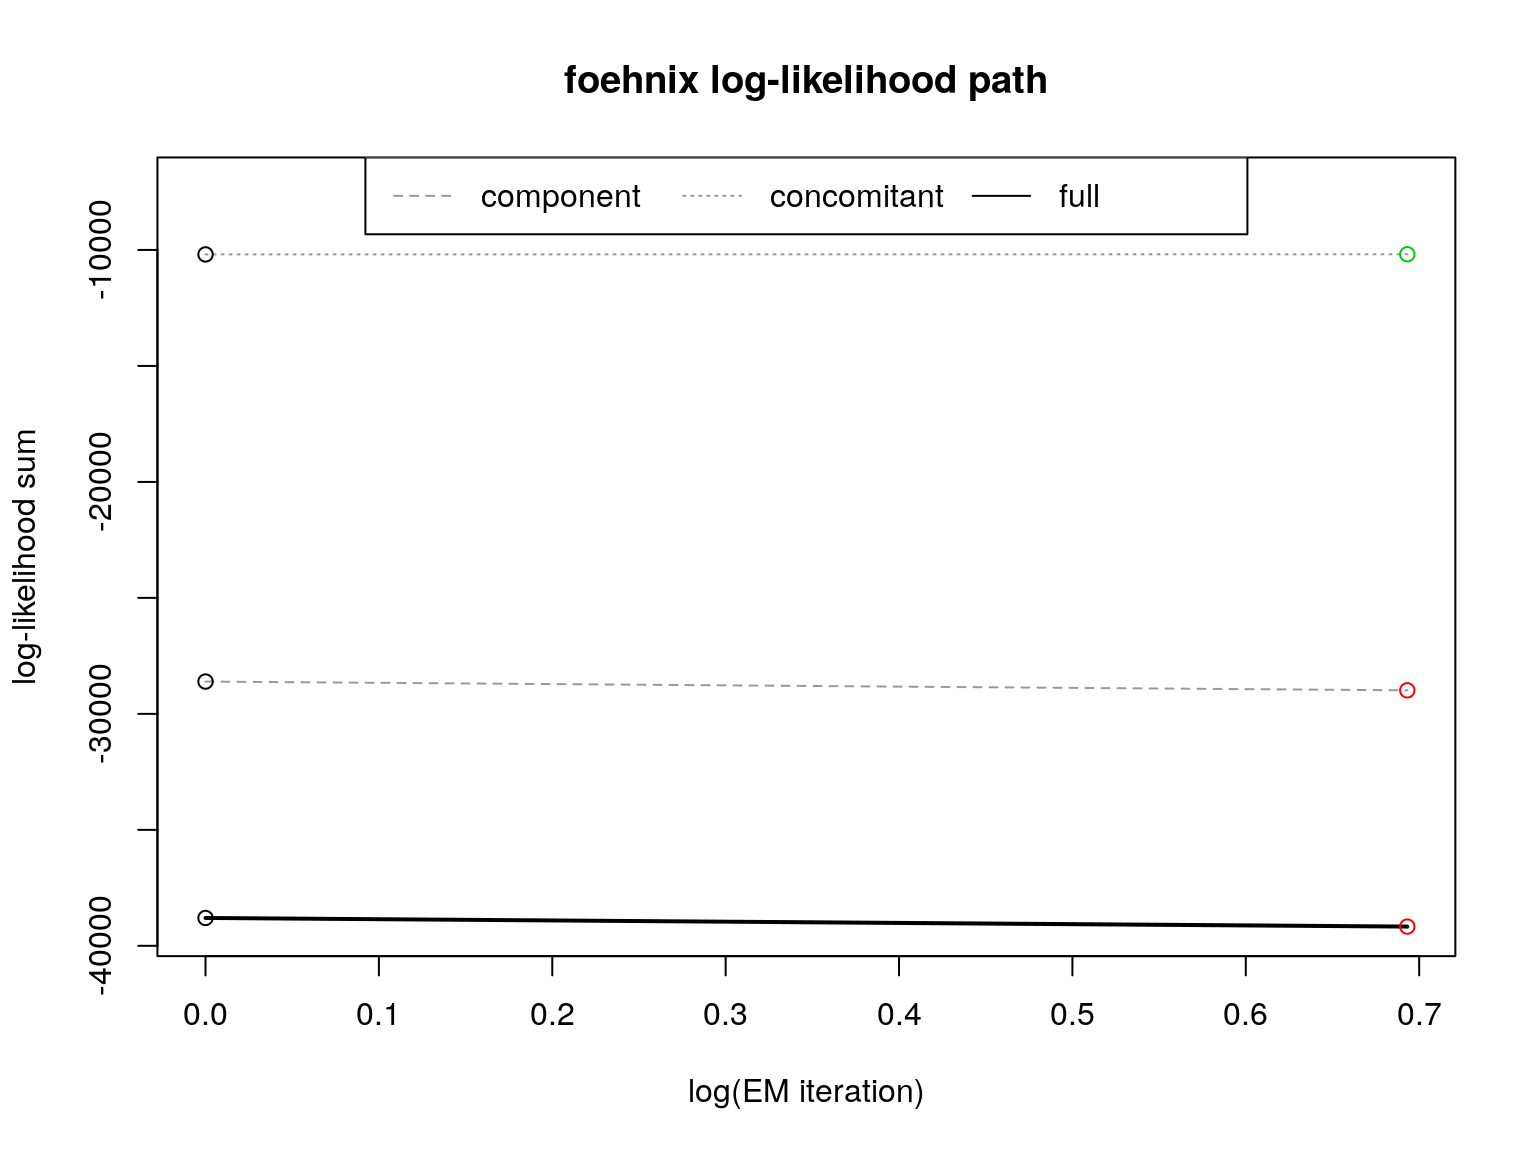 foehnix log-likelihood path
component concomitant full
log-likelihood sum
-10000
-20000
-30000
-40000
0.0 0.1 0.2 0.3 0.4 0.5 0.6 0.7
log(EM iteration)